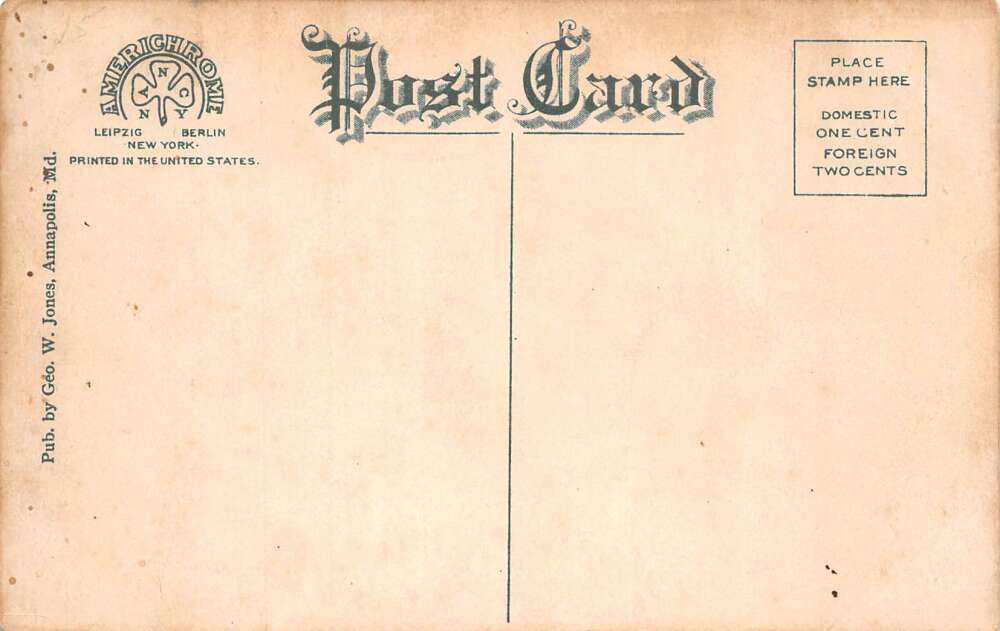 AMERICHROME
A N N C Y
LEIPZIG BERLIN
·NEW YORK·
PRINTED IN THE UNITED STATES.
Post Card
PLACE
STAMP HERE
DOMESTIC
ONE CENT
FOREIGN
TWO CENTS
Pub. by Geo. W. Jones, Annapolis, Md.